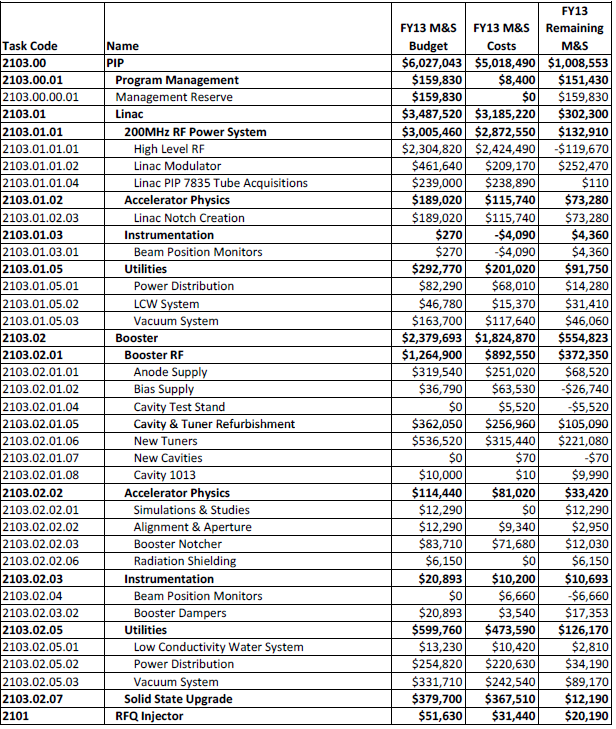 Task Code Name FY13 M&S Budget FY13 M&S Costs FY13 Remaining M&S
2103.00 PIP $6,027,043 $5,018,490 $1,008,553
2103.00.01 Program Management $159,830 $8,400 $151,430
2103.00.00.01 Management Reserve $159,830 $0 $159,830
2103.01 Linac $3,487,520 $3,185,220 $302,300
2103.01.01 200MHz RF Power System $3,005,460 $2,872,550 $132,910
2103.01.01.01 High Level RF $2,304,820 $2,424,490 -$119,670
2103.01.01.02 Linac Modulator $461,640 $209,170 $252,470
2103.01.01.04 Linac PIP 7835 Tube Acquisitions $239,000 $238,890 $110
2103.01.02 Accelerator Physics $189,020 $115,740 $73,280
2103.01.02.03 Linac Notch Creation $189,020 $115,740 $73,280
2103.01.03 Instrumentation $270 -$4,090 $4,360
2103.01.03.01 Beam Position Monitors $270 -$4,090 $4,360
2103.01.05 Utilities $292,770 $201,020 $91,750
2103.01.05.01 Power Distribution $82,290 $68,010 $14,280
2103.01.05.02 LCW System $46,780 $15,370 $31,410
2103.01.05.03 Vacuum System $163,700 $117,640 $46,060
2103.02 Booster $2,379,693 $1,824,870 $554,823
2103.02.01 Booster RF $1,264,900 $892,550 $372,350
2103.02.01.01 Anode Supply $319,540 $251,020 $68,520
2103.02.01.02 Bias Supply $36,790 $63,530 -$26,740
2103.02.01.04 Cavity Test Stand $0 $5,520 -$5,520
2103.02.01.05 Cavity & Tuner Refurbishment $362,050 $256,960 $105,090
2103.02.01.06 New Tuners $536,520 $315,440 $221,080
2103.02.01.07 New Cavities $0 $70 -$70
2103.02.01.08 Cavity 1013 $10,000 $10 $9,990
2103.02.02 Accelerator Physics $114,440 $81,020 $33,420
2103.02.02.01 Simulations & Studies $12,290 $0 $12,290
2103.02.02.02 Alignment & Aperture $12,290 $9,340 $2,950
2103.02.02.03 Booster Notcher $83,710 $71,680 $12,030
2103.02.02.06 Radiation Shielding $6,150 $0 $6,150
2103.02.03 Instrumentation $20,893 $10,200 $10,693
2103.02.04 Beam Position Monitors $0 $6,660 -$6,660
2103.02.03.02 Booster Dampers $20,893 $3,540 $17,353
2103.02.05 Utilities $599,760 $473,590 $126,170
2103.02.05.01 Low Conductivity Water System $13,230 $10,420 $2,810
2103.02.05.02 Power Distribution $254,820 $220,630 $34,190
2103.02.05.03 Vacuum System $331,710 $242,540 $89,170
2103.02.07 Solid State Upgrade $379,700 $367,510 $12,190
2101 RFQ Injector $51,630 $31,440 $20,190